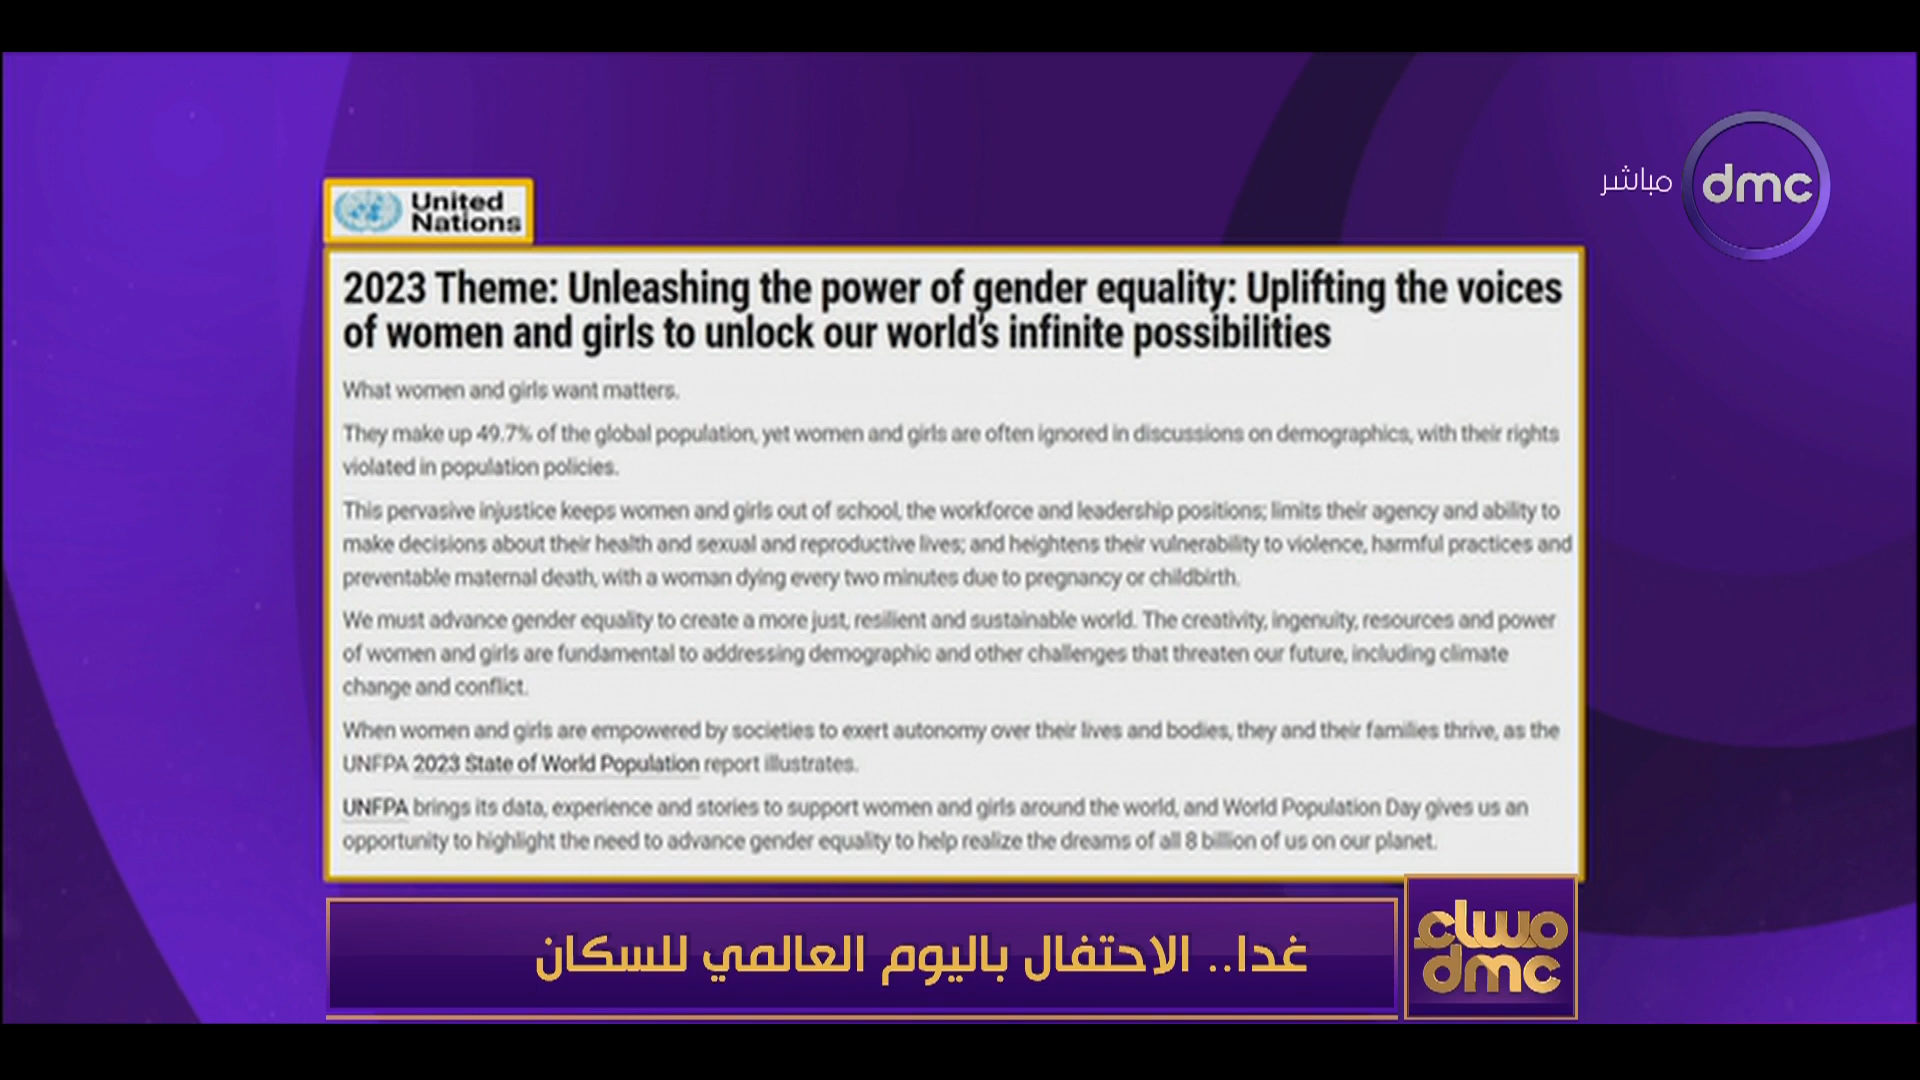 dmc
مباشر
United
Nations
2023 Theme: Unleashing the power of gender equality: Uplifting the voices
of women and girls to unlock our world's infinite possibilities
What women and girls want matters.
They make up 49.7% of the global population, yet women and girls are often ignored in discussions on demographics, with their rights
violated in population policies.
This pervasive injustice keeps women and girls out of school, the workforce and leadership positions; limits their agency and ability to
make decisions about their health and sexual and reproductive lives; and heightens their vulnerability to violence, harmful practices and
preventable maternal death, with a woman dying every two minutes due to pregnancy or childbirth.
We must advance gender equality to create a more just, resilient and sustainable world. The creativity, ingenuity, resources and power
of women and girls are fundamental to addressing demographic and other challenges that threaten our future, including climate
change and conflict.
When women and girls are empowered by societies to exert autonomy over their lives and bodies, they and their families thrive, as the
UNFPA 2023 State of World Population report illustrates.
UNFPA brings its data, experience and stories to support women and girls around the world, and World Population Day gives us an
opportunity to highlight the need to advance gender equality to help realize the dreams of all 8 billion of us on our planet.
غدا.. الاحتفال باليوم العالمي للسكان
مساء
dmc